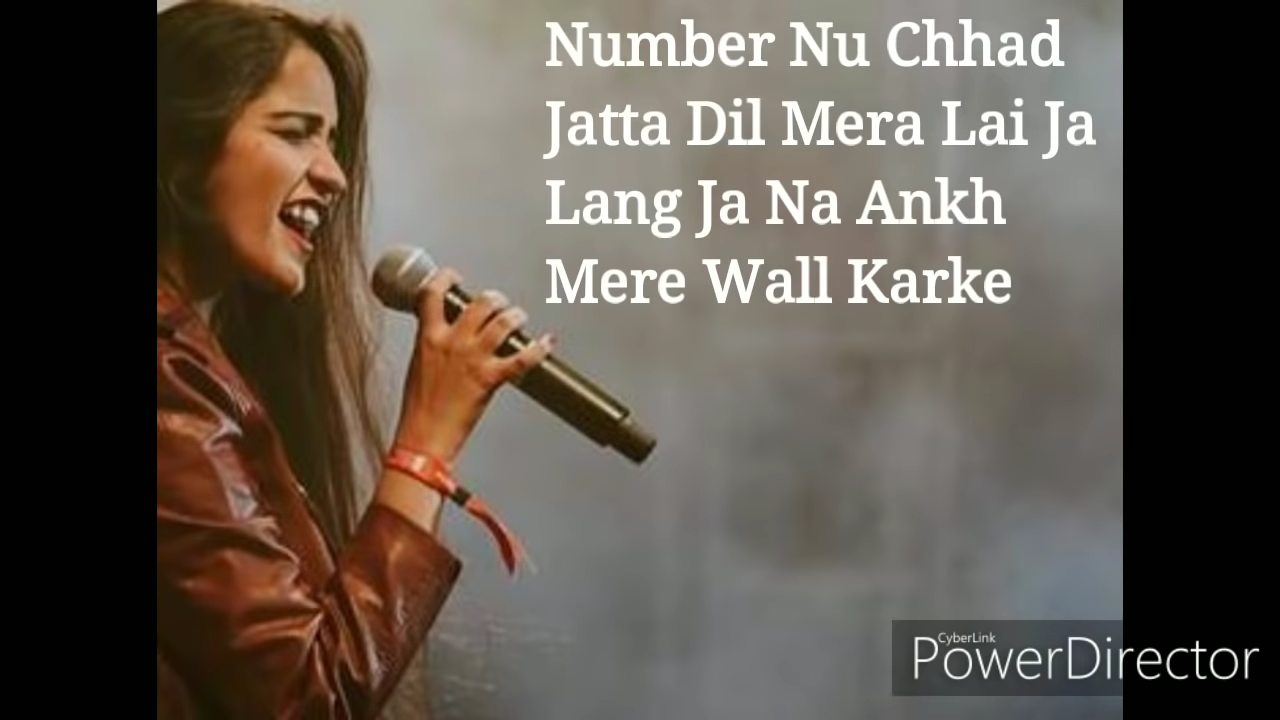 Number Nu Chhad
Jatta Dil Mera Lai Ja
Lang Ja Na Ankh
Mere Wall Karke
CyberLink
PowerDirector